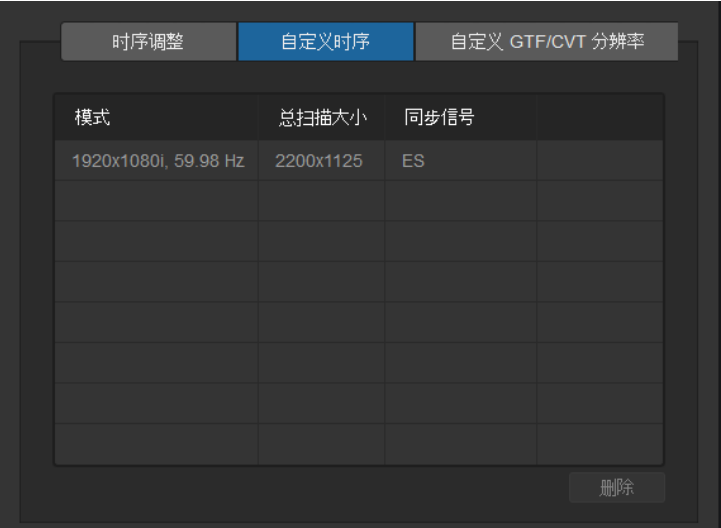 时序调整 自定义时序 自定义 GTF/CVT 分辨率
模式 总扫描大小 同步信号
1920x1080i, 59.98 Hz 2200x1125 ES
删除